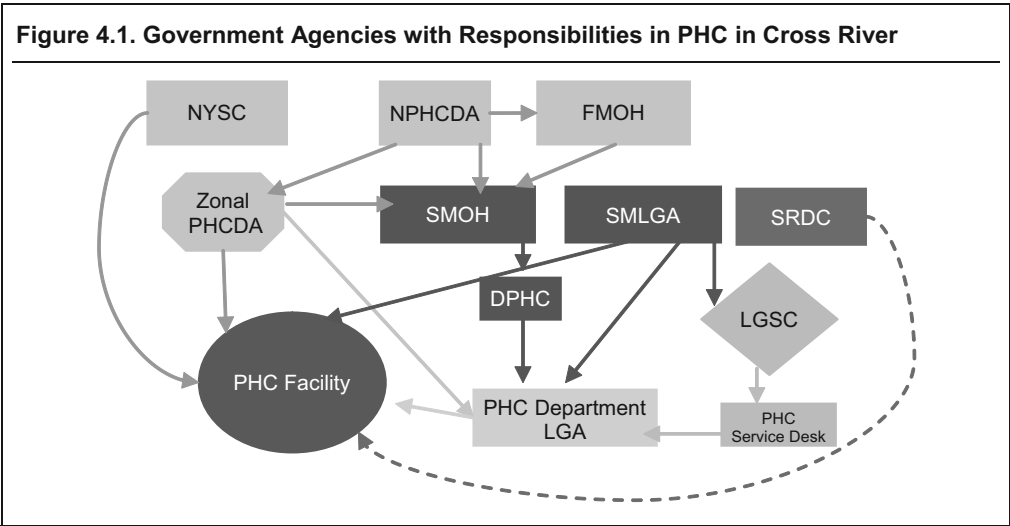 Figure 4.1. Government Agencies with Responsibilities in PHC in Cross River
NYSC
NPHCDA
FMOH
Zonal
PHCDA
SMOH
SMLGA
SRDC
DPHC
LGSC
PHC Facility
PHC Department
LGA
PHC
Service Desk